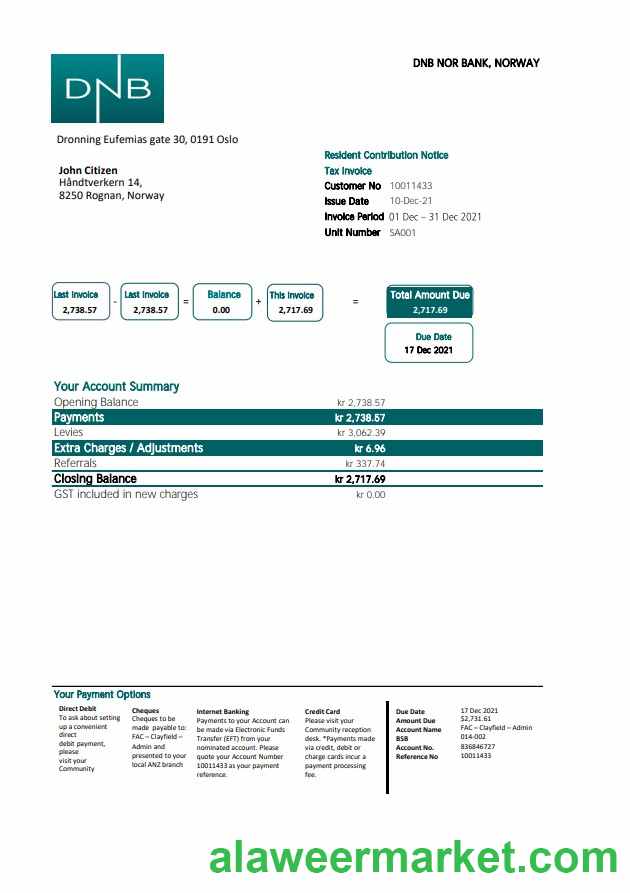 DNB NOR BANK, NORWAY
DNB
Dronning Eufemias gate 30, 0191 Oslo
John Citizen
Håndtverkern 14,
8250 Rognan, Norway
Resident Contribution Notice
Tax Invoice
Customer No 10011433
Issue Date 10-Dec-21
Invoice Period 01 Dec – 31 Dec 2021
Unit Number SA001
Last Invoice
2,738.57
-
Last Invoice
2,738.57
=
Balance
0.00
+
This Invoice
2,717.69
=
Total Amount Due
2,717.69
Due Date
17 Dec 2021
Your Account Summary
Opening Balance kr 2,738.57
Payments kr 2,738.57
Levies kr 3,062.39
Extra Charges / Adjustments kr 6.96
Referrals kr 337.74
Closing Balance kr 2,717.69
GST included in new charges kr 0.00
Your Payment Options
Direct Debit
To ask about setting
up a convenient
direct
debit payment,
please
visit your
Community
Cheques
Cheques to be
made payable to:
FAC – Clayfield –
Admin and
presented to your
local ANZ branch
Internet Banking
Payments to your Account can
be made via Electronic Funds
Transfer (EFT) from your
nominated account. Please
quote your Account Number
10011433 as your payment
reference.
Credit Card
Please visit your
Community reception
desk. *Payments made
via credit, debit or
charge cards incur a
payment processing
fee.
Due Date 17 Dec 2021
Amount Due $2,731.61
Account Name FAC – Clayfield – Admin
BSB 014-002
Account No. 836846727
Reference No 10011433
alaweermarket.com